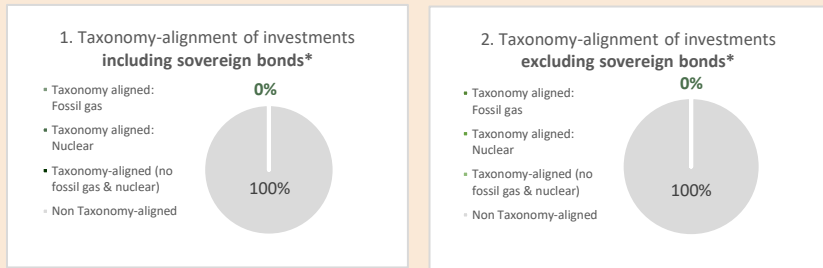 1. Taxonomy-alignment of investments
including sovereign bonds*
Taxonomy aligned:
Fossil gas
Taxonomy aligned:
Nuclear
Taxonomy-aligned (no
fossil gas & nuclear)
Non Taxonomy-aligned
0%
100%
2. Taxonomy-alignment of investments
excluding sovereign bonds*
Taxonomy aligned:
Fossil gas
Taxonomy aligned:
Nuclear
Taxonomy-aligned (no
fossil gas & nuclear)
Non Taxonomy-aligned
0%
100%